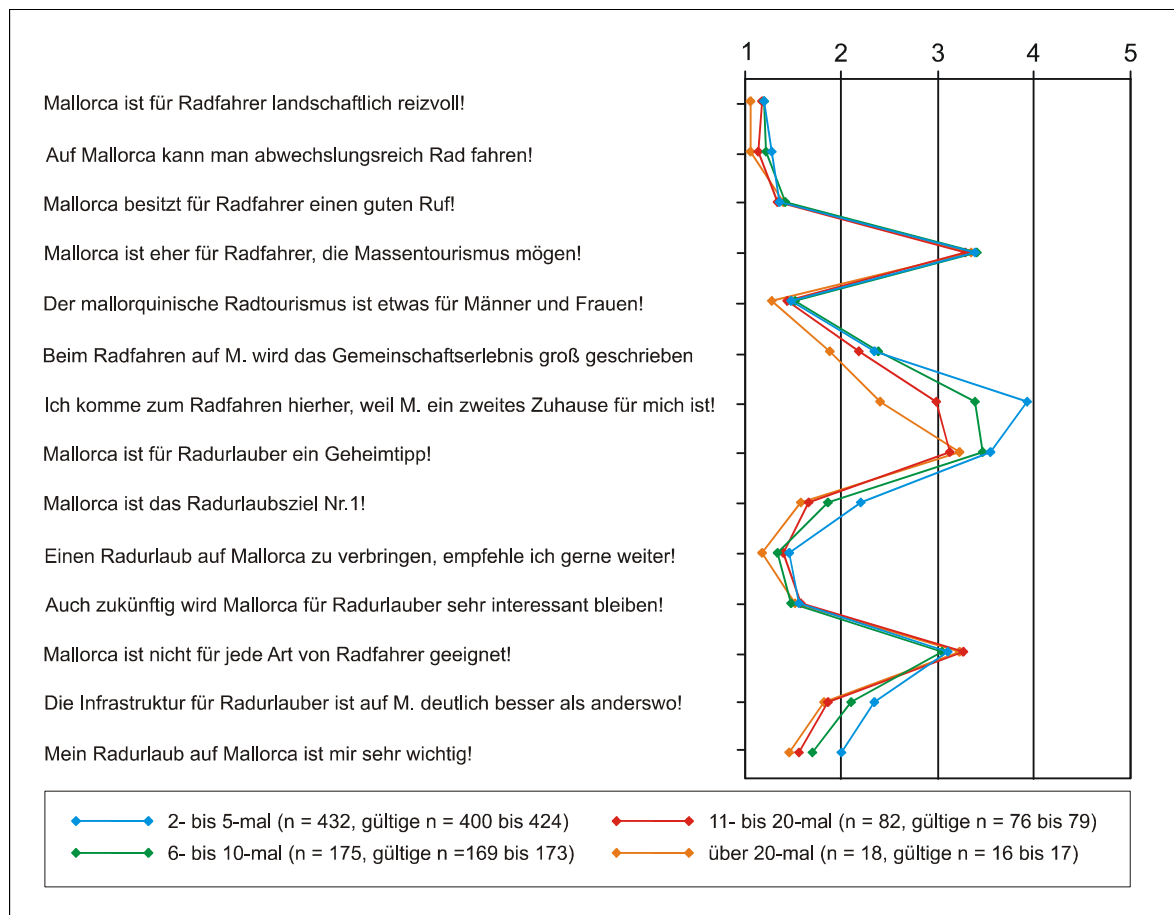 1 2 3 4 5
Mallorca ist für Radfahrer landschaftlich reizvoll!
Auf Mallorca kann man abwechslungsreich Rad fahren!
Mallorca besitzt für Radfahrer einen guten Ruf!
Mallorca ist eher für Radfahrer, die Massentourismus mögen!
Der mallorquinische Radtourismus ist etwas für Männer und Frauen!
Beim Radfahren auf M. wird das Gemeinschaftserlebnis groß geschrieben
Ich komme zum Radfahren hierher, weil M. ein zweites Zuhause für mich ist!
Mallorca ist für Radurlauber ein Geheimtipp!
Mallorca ist das Radurlaubsziel Nr.1!
Einen Radurlaub auf Mallorca zu verbringen, empfehle ich gerne weiter!
Auch zukünftig wird Mallorca für Radurlauber sehr interessant bleiben!
Mallorca ist nicht für jede Art von Radfahrer geeignet!
Die Infrastruktur für Radurlauber ist auf M. deutlich besser als anderswo!
Mein Radurlaub auf Mallorca ist mir sehr wichtig!
2- bis 5-mal (n = 432, gültige n = 400 bis 424)
11- bis 20-mal (n = 82, gültige n = 76 bis 79)
6- bis 10-mal (n = 175, gültige n =169 bis 173)
über 20-mal (n = 18, gültige n = 16 bis 17)